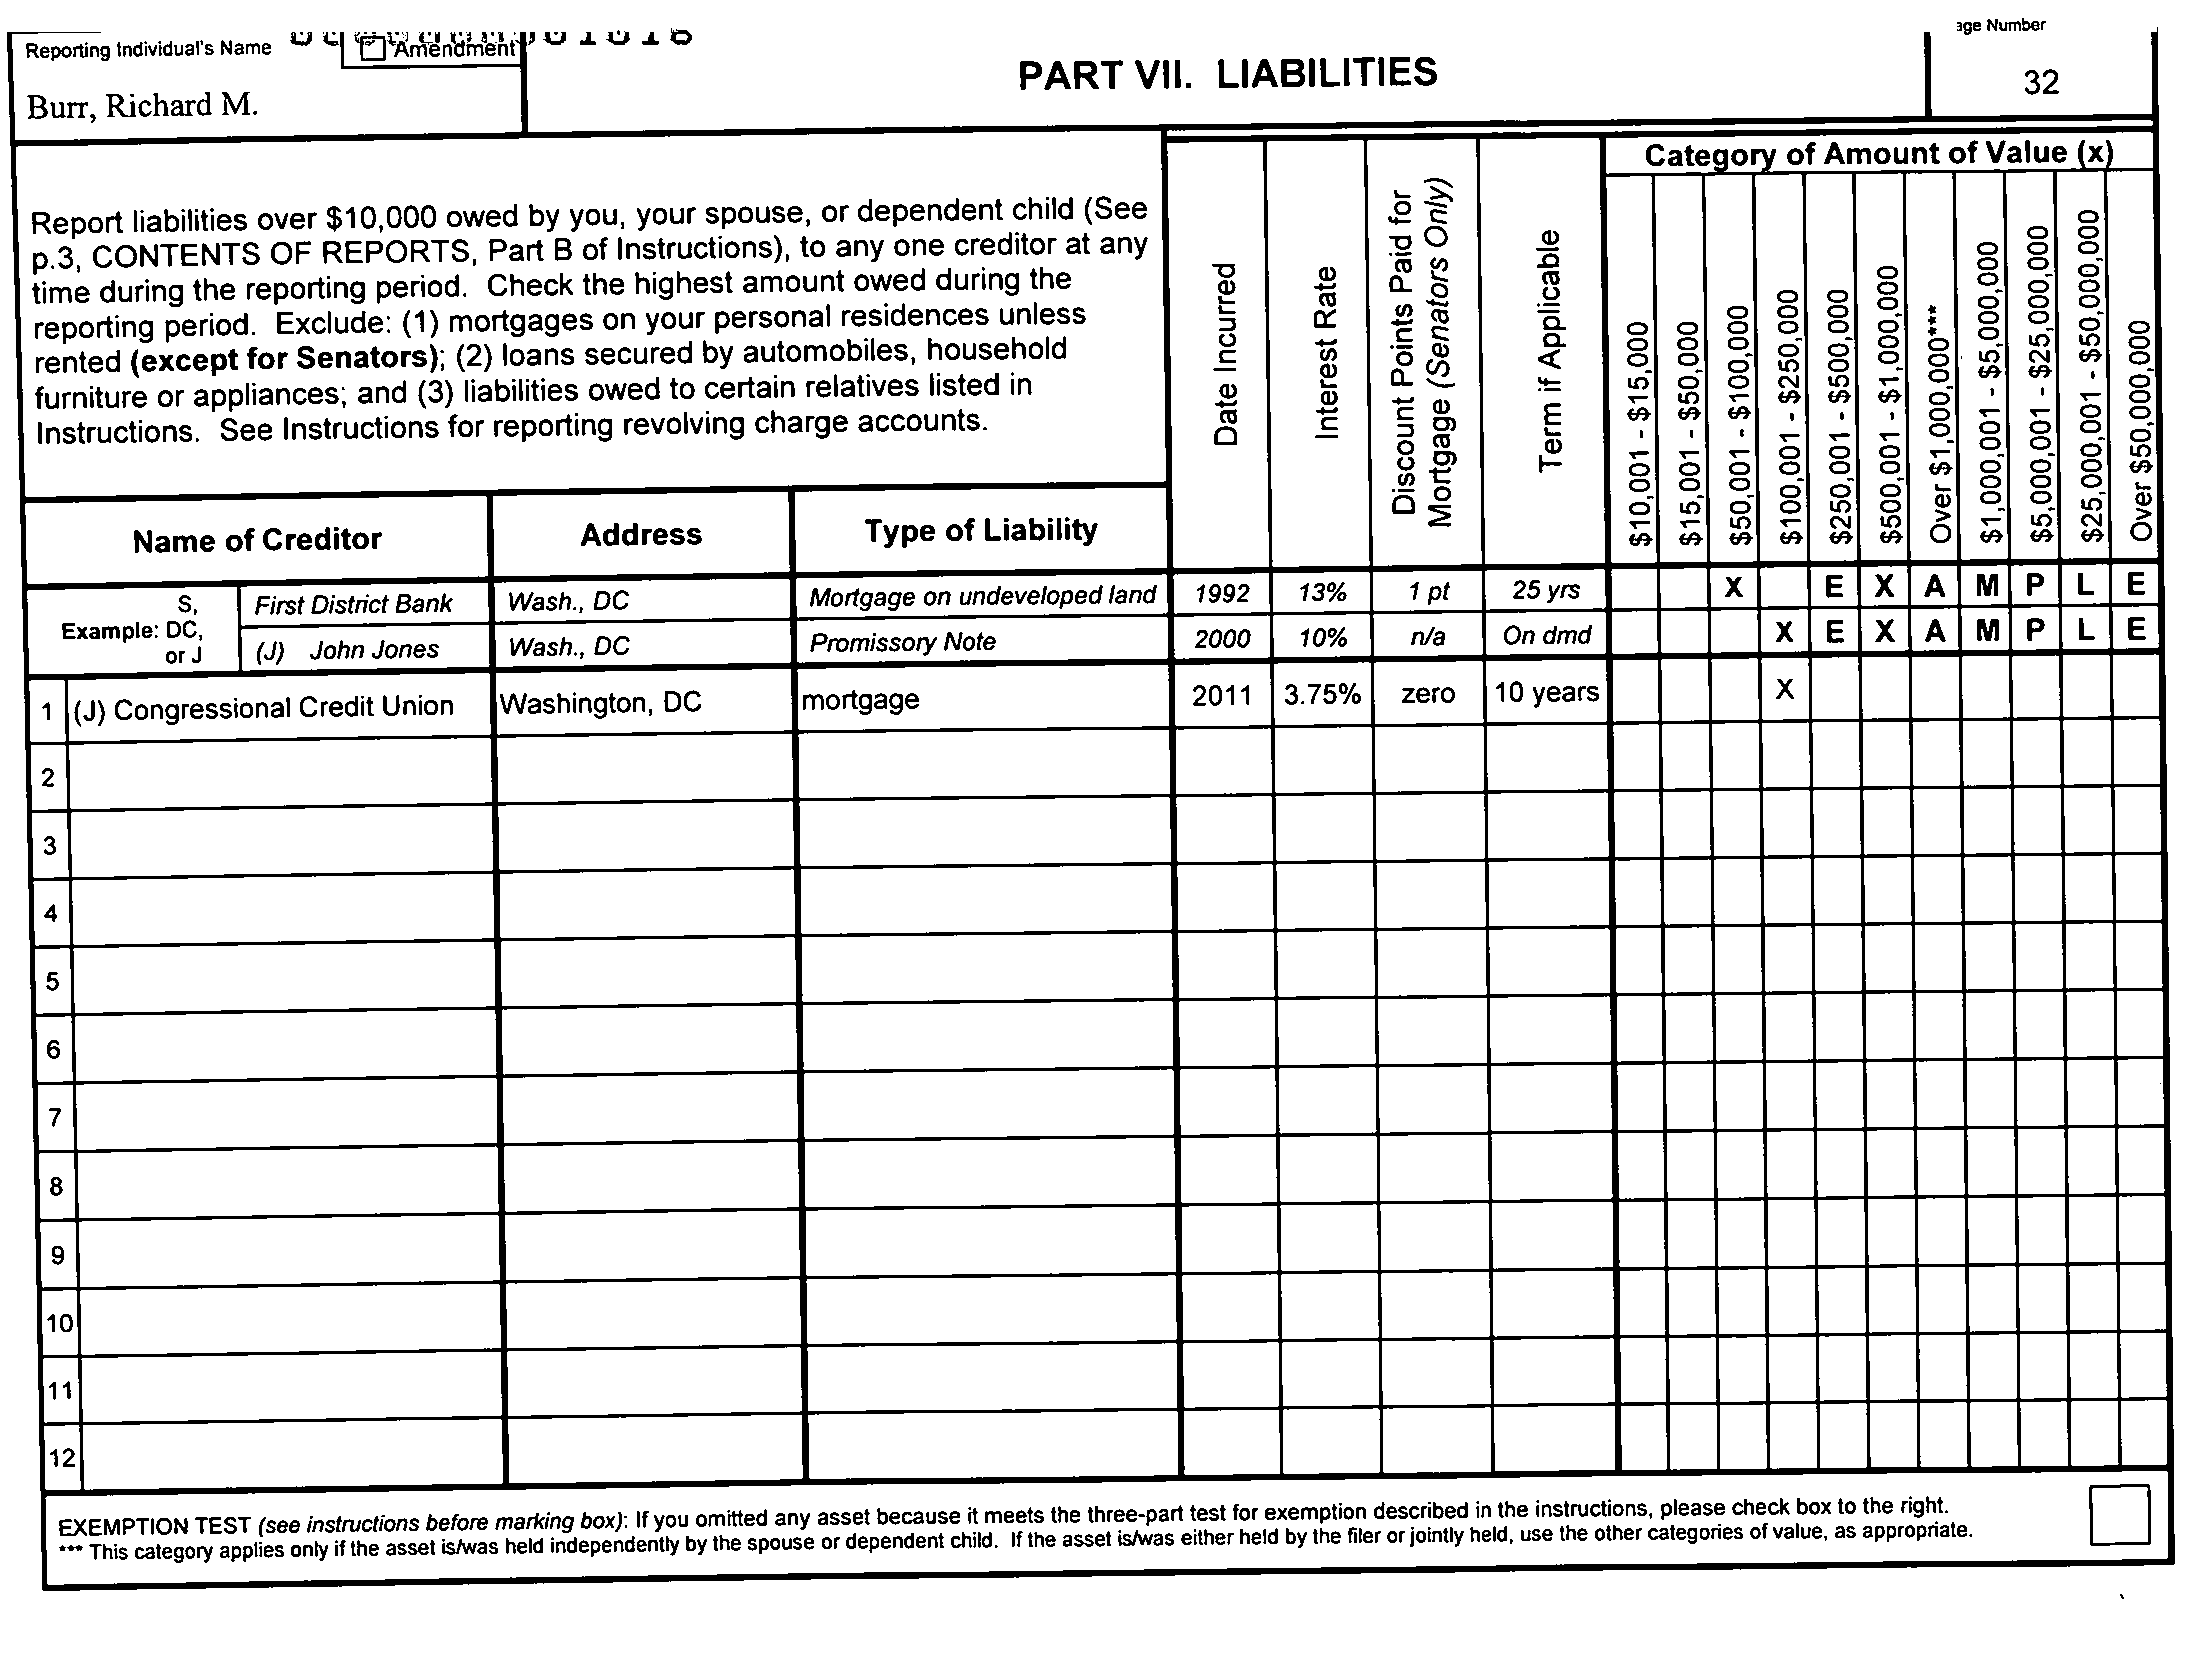 Reporting Individual's Name
Amendment
age Number
Burr, Richard M.
PART VII. LIABILITIES
32
Report liabilities over $10,000 owed by you, your spouse, or dependent child (See
p.3, CONTENTS OF REPORTS, Part B of Instructions), to any one creditor at any
time during the reporting period. Check the highest amount owed during the
reporting period. Exclude: (1) mortgages on your personal residences unless
rented (except for Senators); (2) loans secured by automobiles, household
furniture or appliances; and (3) liabilities owed to certain relatives listed in
Instructions. See Instructions for reporting revolving charge accounts.
Name of Creditor
Address
Type of Liability
Date Incurred
Interest Rate
Discount Points Paid for
Mortgage (Senators Only)
Term if Applicable
Category of Amount of Value (x)
$10,001 - $15,000
$15,001 - $50,000
$50,001 - $100,000
$100,001 - $250,000
$250,001 - $500,000
$500,001 - $1,000,000
Over $1,000,000***
$1,000,001 - $5,000,000
$5,000,001 - $25,000,000
$25,000,001 - $50,000,000
Over $50,000,000
Example: S, DC, or J
First District Bank Wash., DC Mortgage on undeveloped land 1992 13% 1 pt 25 yrs X E X A M P L E
(J) John Jones Wash., DC Promissory Note 2000 10% n/a On dmd X E X A M P L E
1 (J) Congressional Credit Union Washington, DC mortgage 2011 3.75% zero 10 years X
2
3
4
5
6
7
8
9
10
11
12
EXEMPTION TEST (see instructions before marking box): If you omitted any asset because it meets the three-part test for exemption described in the instructions, please check box to the right.
*** This category applies only if the asset is/was held independently by the spouse or dependent child. If the asset is/was either held by the filer or jointly held, use the other categories of value, as appropriate.